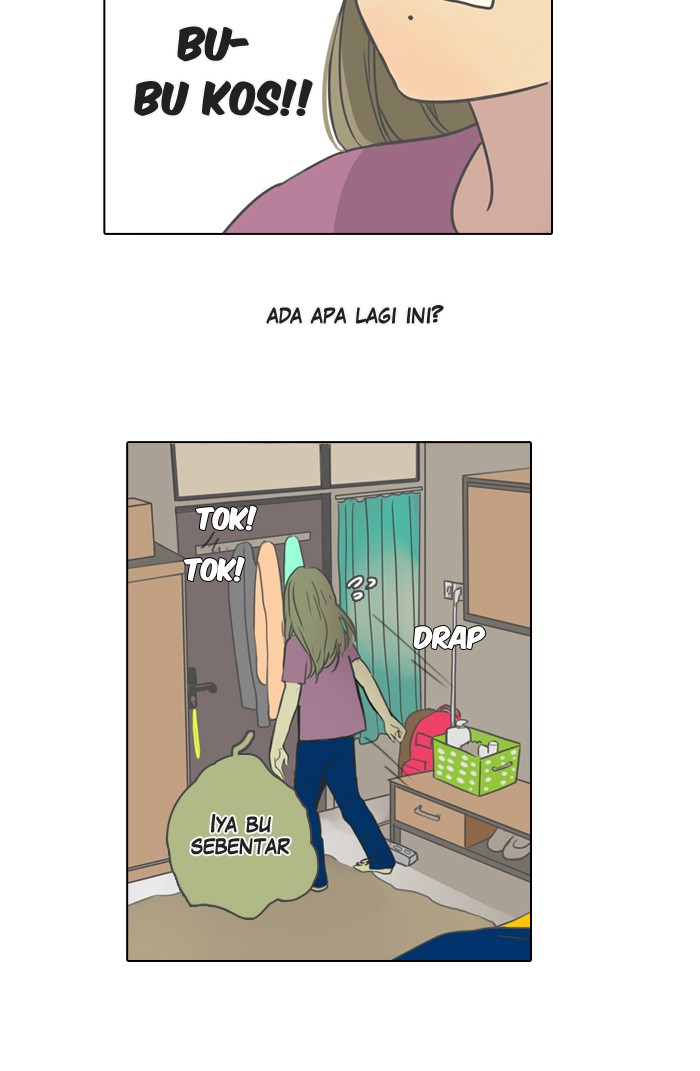 BU-
BU KOS!!
ADA APA LAGI INI?
TOK!
TOK!
DRAP
IYA BU
SEBENTAR